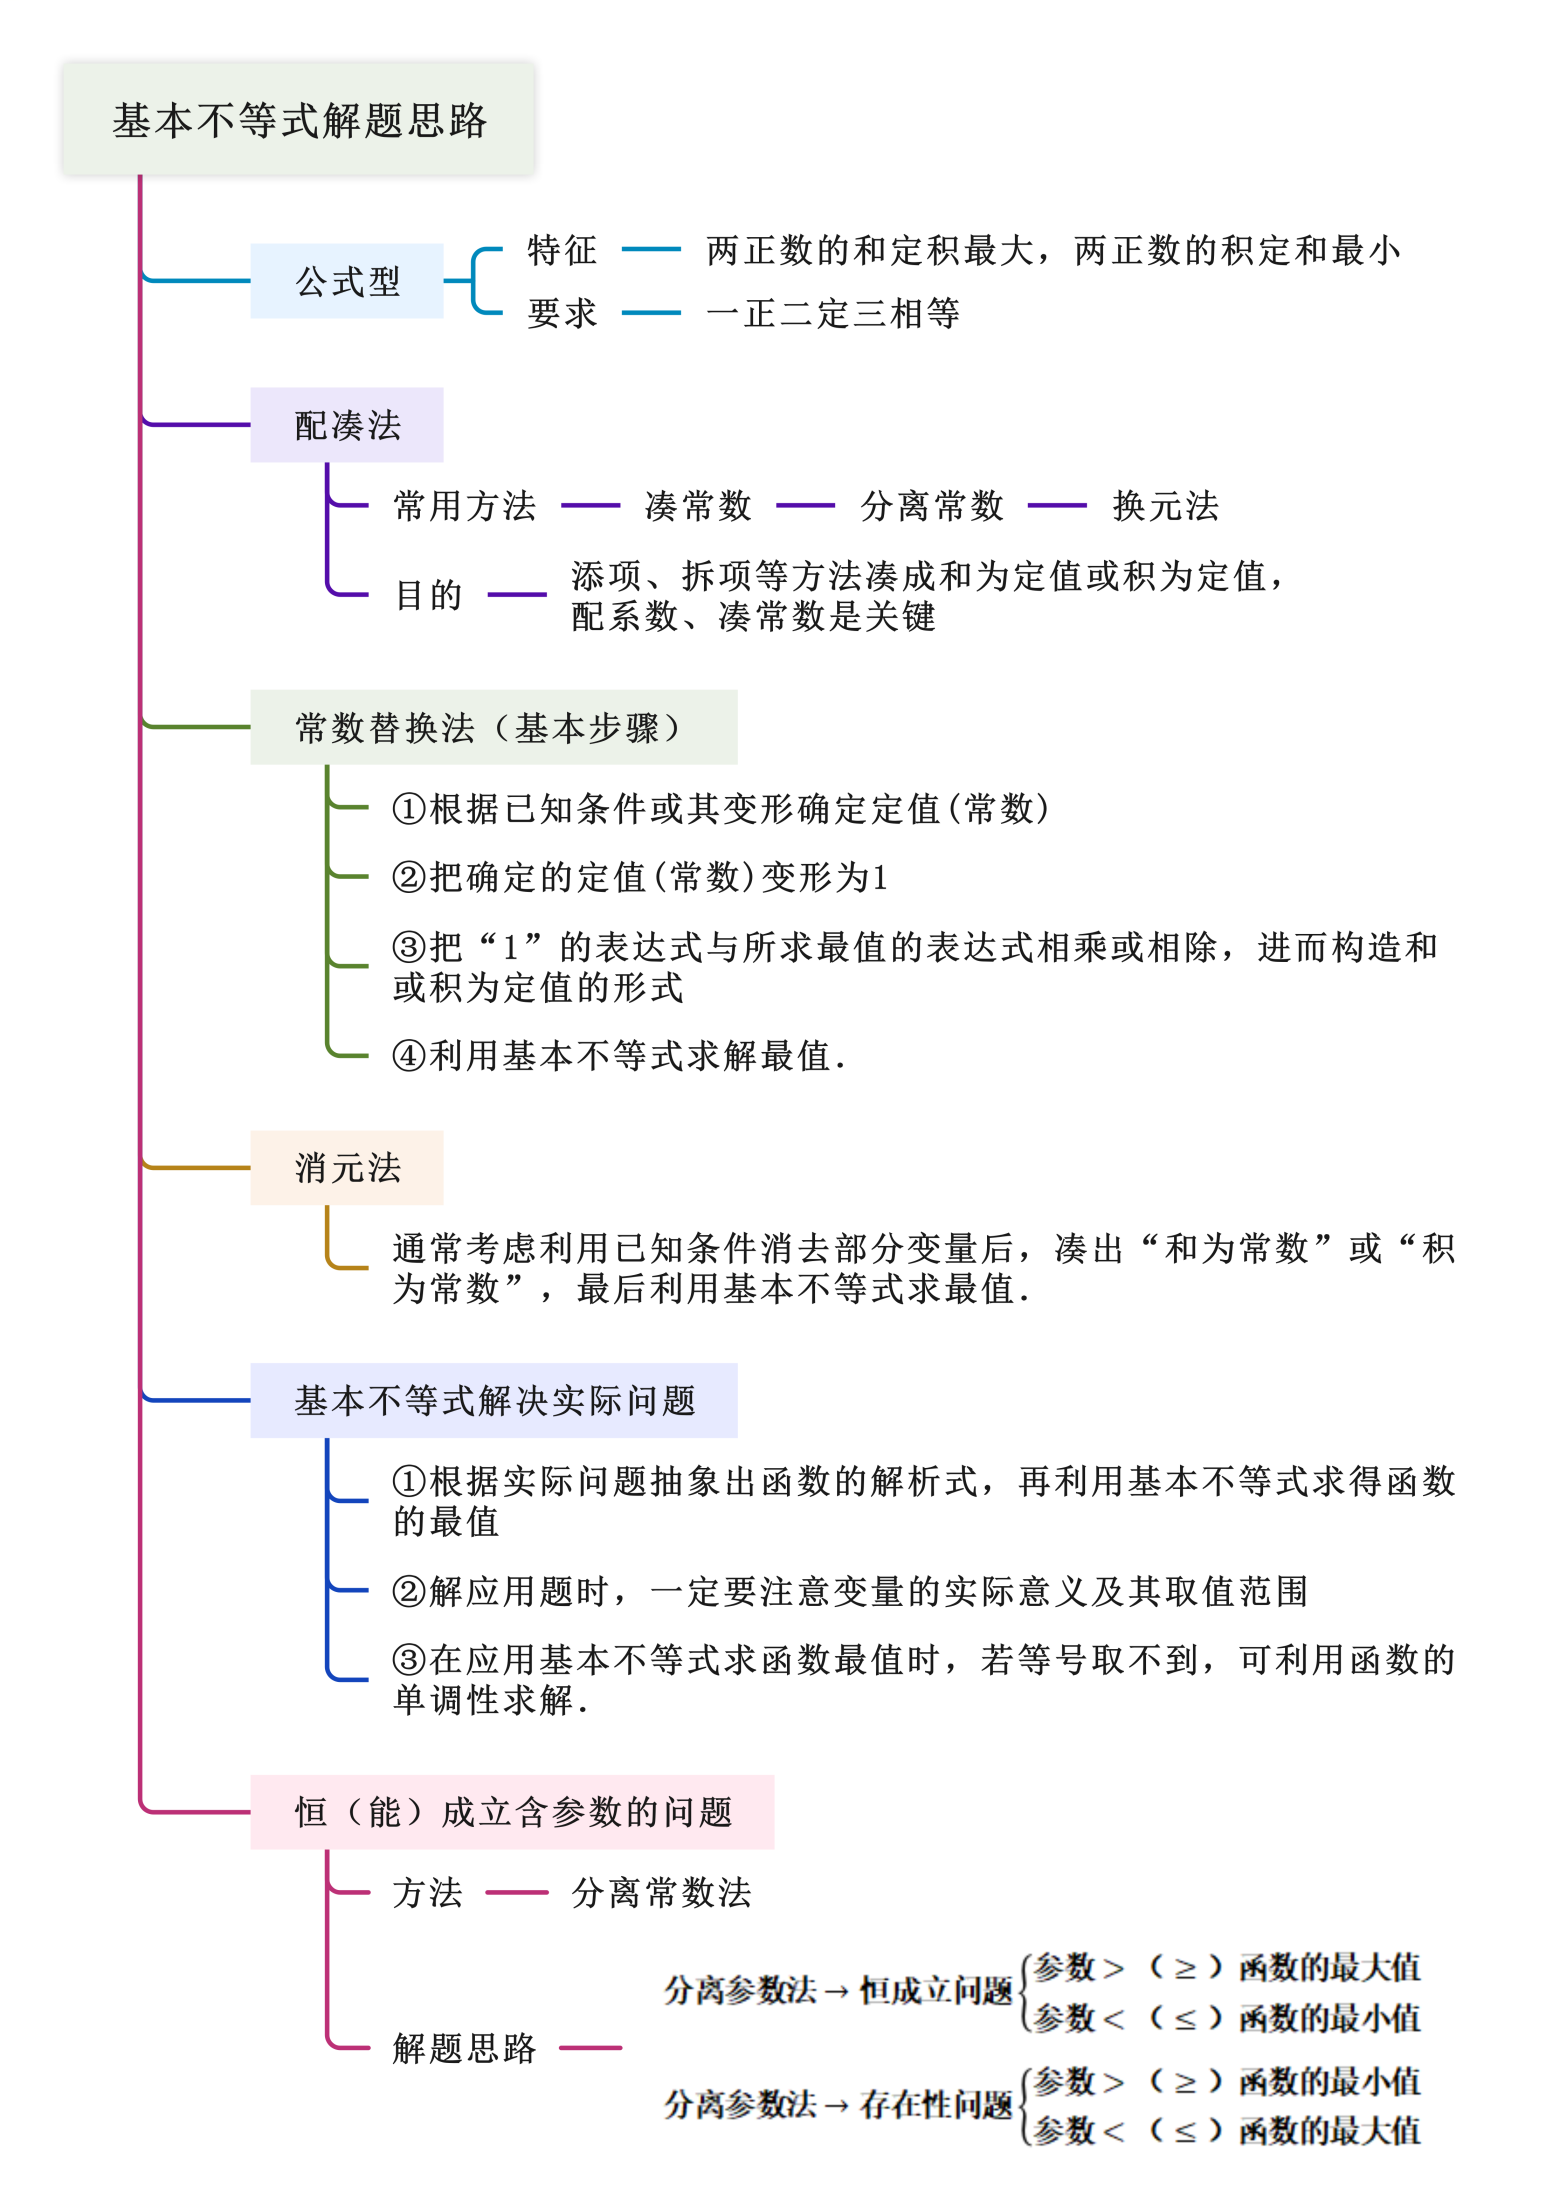 基本不等式解题思路
公式型
特征
两正数的和定积最大，两正数的积定和最小
要求
一正二定三相等
配凑法
常用方法
凑常数
分离常数
换元法
目的
添项、拆项等方法凑成和为定值或积为定值，
配系数、凑常数是关键
常数替换法（基本步骤）
①根据已知条件或其变形确定定值(常数)
②把确定的定值(常数)变形为1
③把“1”的表达式与所求最值的表达式相乘或相除，进而构造和
或积为定值的形式
④利用基本不等式求解最值.
消元法
通常考虑利用已知条件消去部分变量后，凑出“和为常数”或“积
为常数”，最后利用基本不等式求最值.
基本不等式解决实际问题
①根据实际问题抽象出函数的解析式，再利用基本不等式求得函数
的最值
②解应用题时，一定要注意变量的实际意义及其取值范围
③在应用基本不等式求函数最值时，若等号取不到，可利用函数的
单调性求解.
恒（能）成立含参数的问题
方法
分离常数法
解题思路
分离参数法→恒成立问题
参数>（≥）函数的最大值
参数<（≤）函数的最小值
分离参数法→存在性问题
参数>（≥）函数的最小值
参数<（≤）函数的最大值